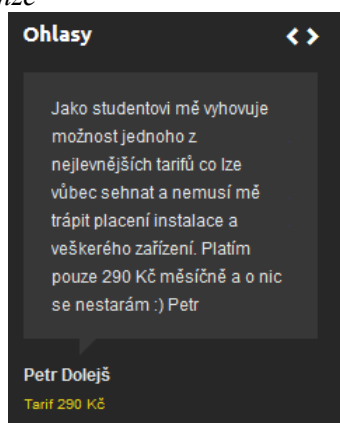 Ohlasy
Jako studentovi mě vyhovuje
možnost jednoho z
nejlevnějších tarifů co lze
vůbec sehnat a nemusí mě
trápit placení instalace a
veškerého zařízení. Platím
pouze 290 Kč měsíčně a o nic
se nestarám :) Petr
Petr Dolejš
Tarif 290 Kč